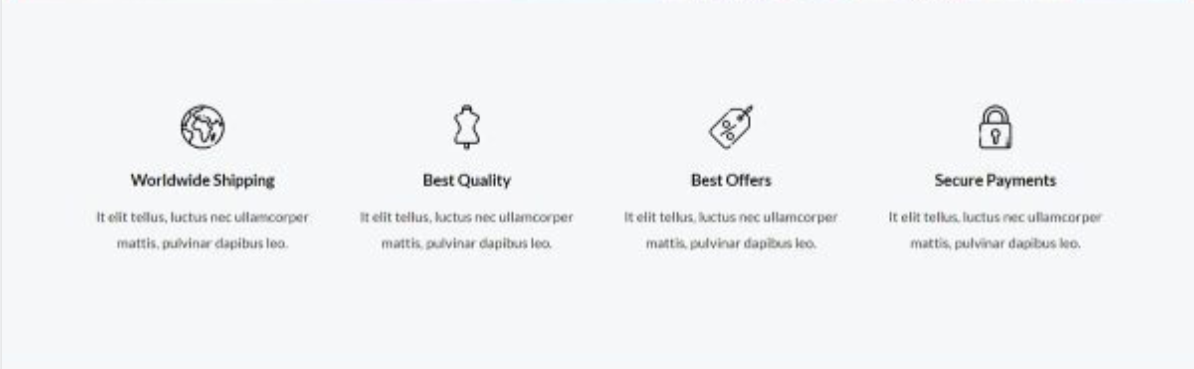 Worldwide Shipping
It elit tellus, luctus nec ullamcorper
mattis, pulvinar dapibus leo.
Best Quality
It elit tellus, luctus nec ullamcorper
mattis, pulvinar dapibus leo.
Best Offers
It elit tellus, luctus nec ullamcorper
mattis, pulvinar dapibus leo.
Secure Payments
It elit tellus, luctus nec ullamcorper
mattis, pulvinar dapibus leo.